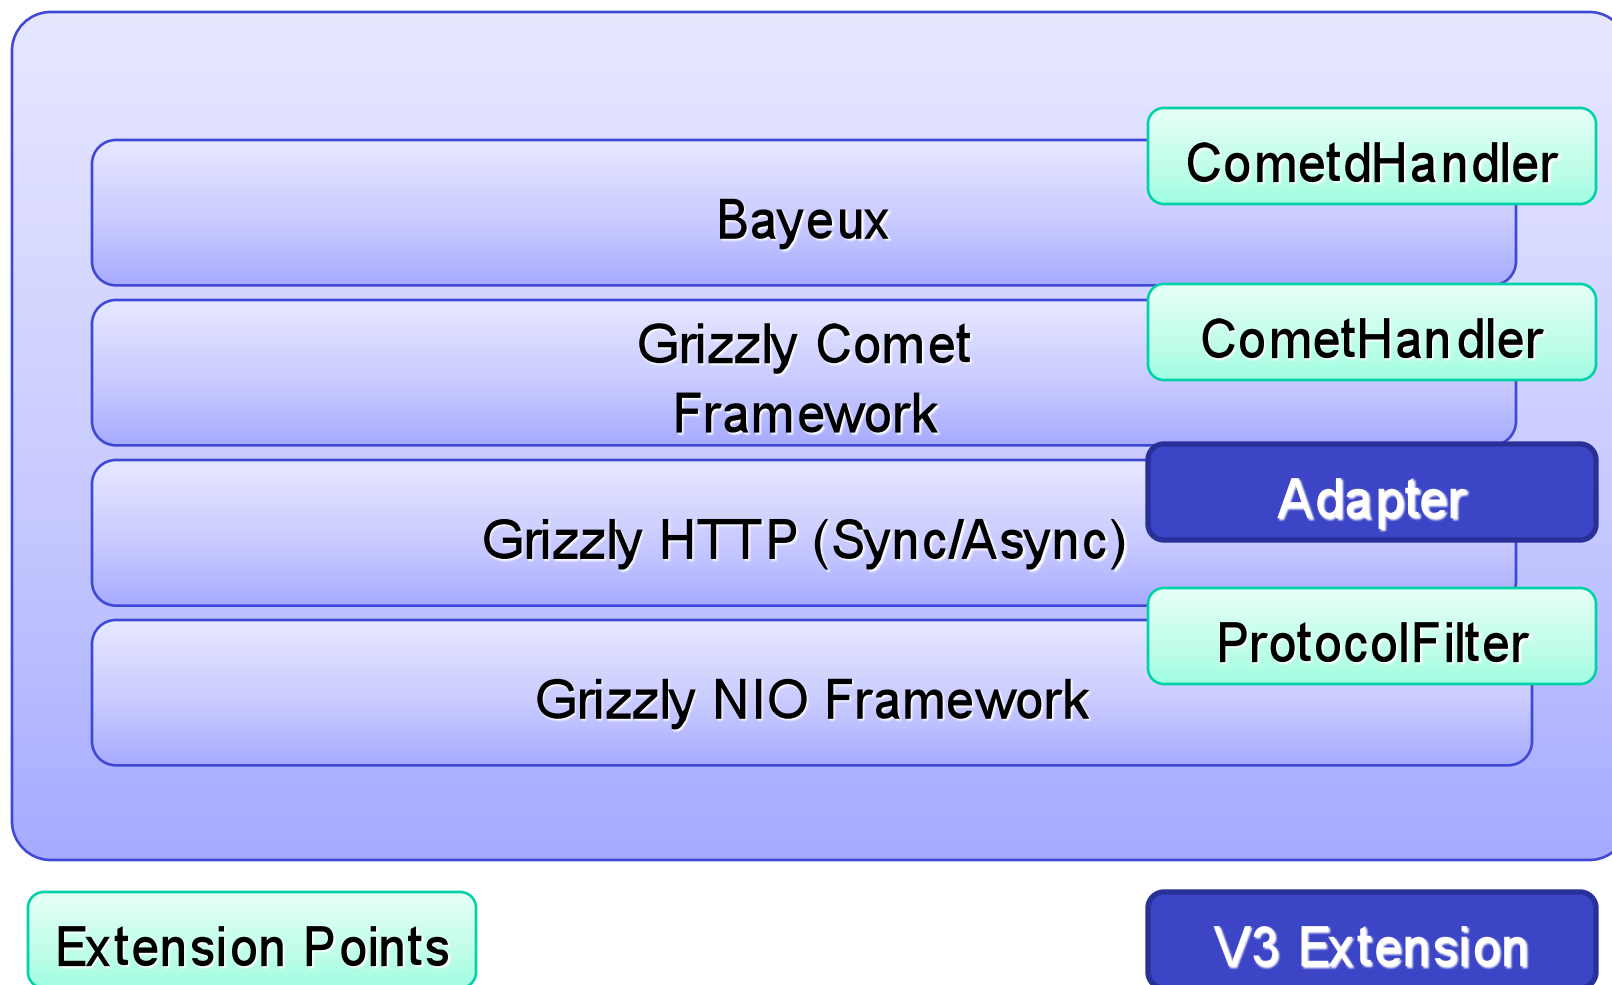 CometdHandler
Bayeux
CometHandler
Grizzly Comet
Framework
Adapter
Grizzly HTTP (Sync/Async)
ProtocolFilter
Grizzly NIO Framework
Extension Points
V3 Extension